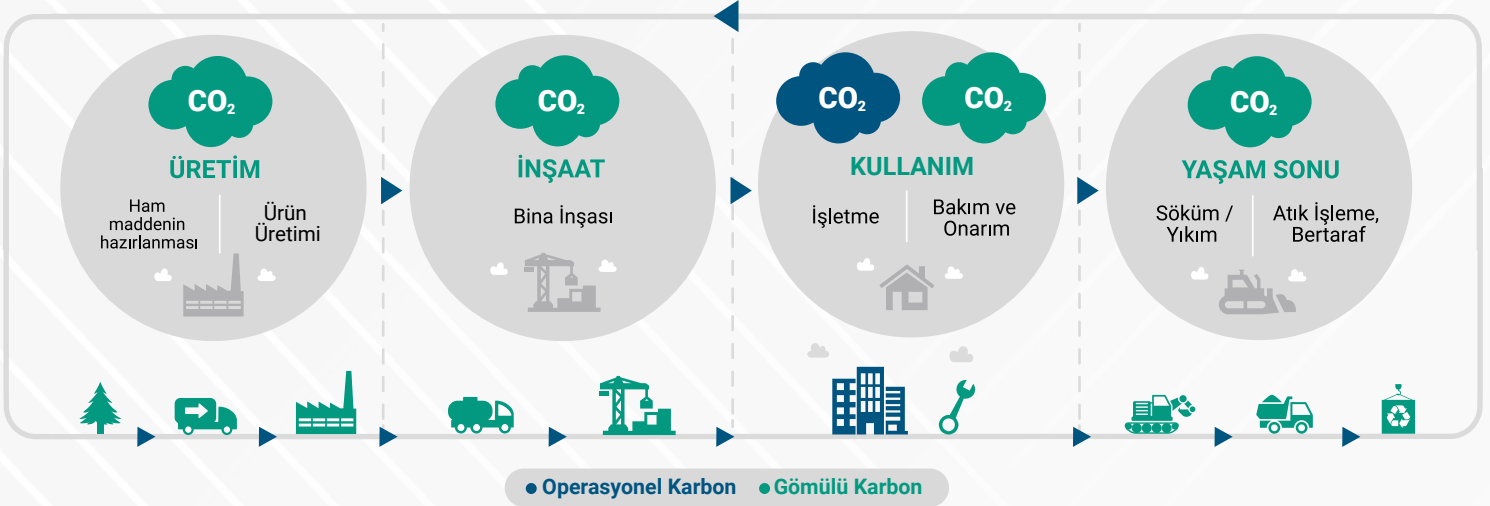 CO₂
ÜRETİM
Ham
maddenin
hazırlanması
Ürün
Üretimi
CO₂
İNŞAAT
Bina İnşası
CO₂
CO₂
KULLANIM
İşletme
Bakım ve
Onarım
CO₂
YAŞAM SONU
Söküm /
Yıkım
Atık İşleme,
Bertaraf
Operasyonel Karbon
Gömülü Karbon